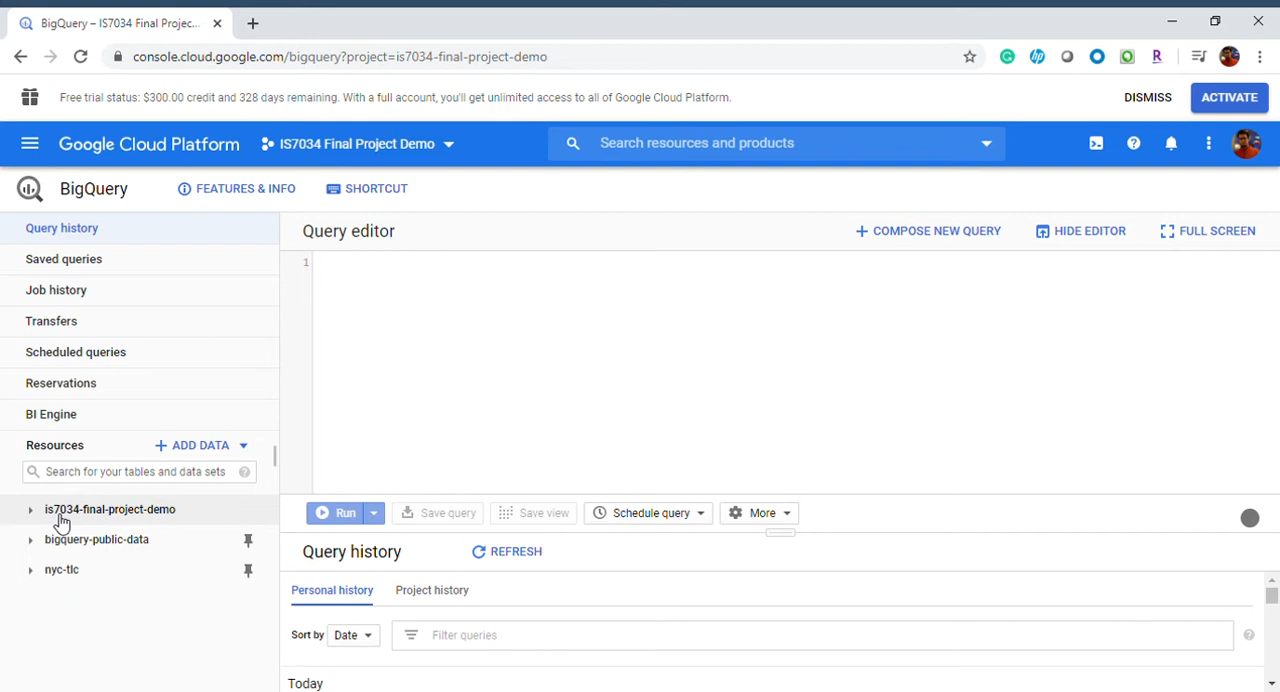 BigQuery – IS7034 Final Projec...
console.cloud.google.com/bigquery?project=is7034-final-project-demo
Free trial status: $300.00 credit and 328 days remaining. With a full account, you'll get unlimited access to all of Google Cloud Platform.
DISMISS
ACTIVATE
Google Cloud Platform
IS7034 Final Project Demo
Search resources and products
BigQuery
FEATURES & INFO
SHORTCUT
Query history
Saved queries
Job history
Transfers
Scheduled queries
Reservations
BI Engine
Resources
ADD DATA
Search for your tables and data sets
is7034-final-project-demo
bigquery-public-data
nyc-tlc
Query editor
COMPOSE NEW QUERY
HIDE EDITOR
FULL SCREEN
1
Run
Save query
Save view
Schedule query
More
Query history
REFRESH
Personal history
Project history
Sort by
Date
Filter queries
Today